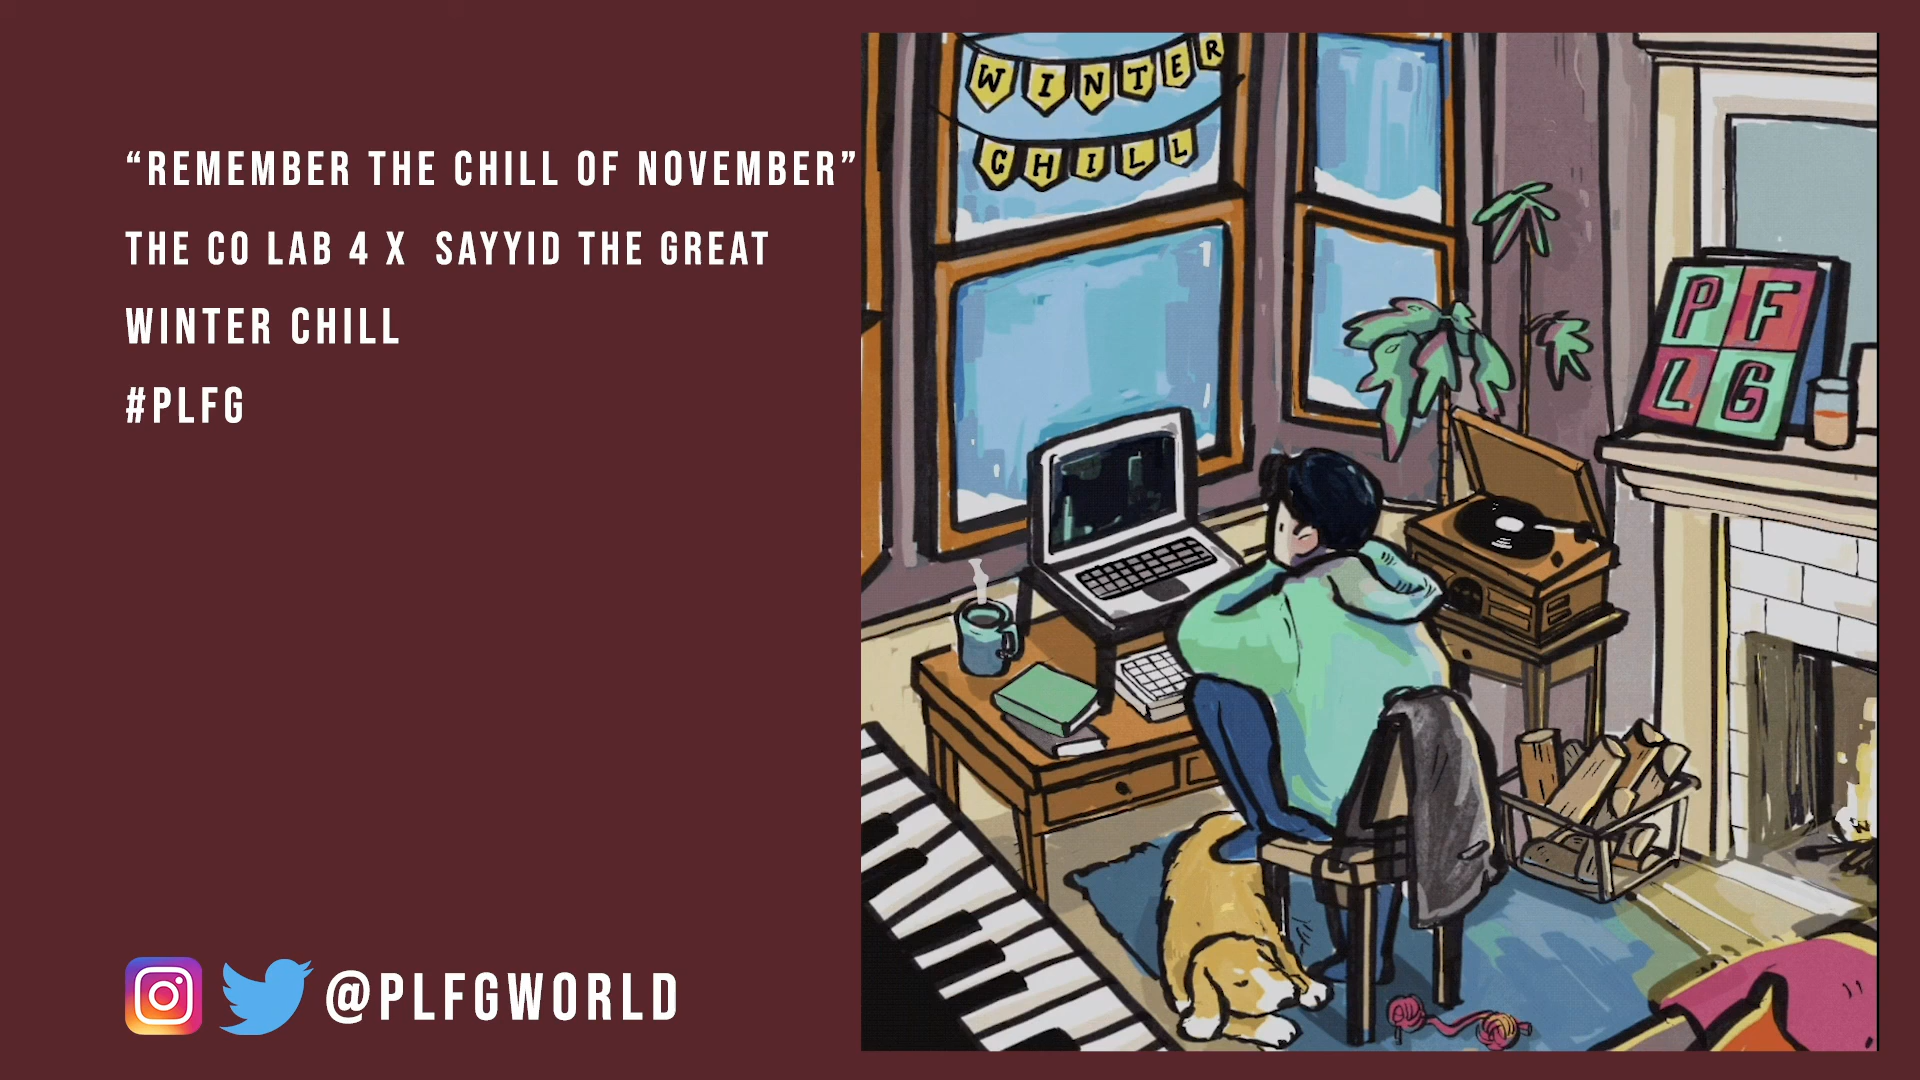 “REMEMBER THE CHILL OF NOVEMBER”
THE CO LAB 4 X  SAYYID THE GREAT
WINTER CHILL
#PLFG
@PLFGWORLD
WINTER
CHILL
PF
LG